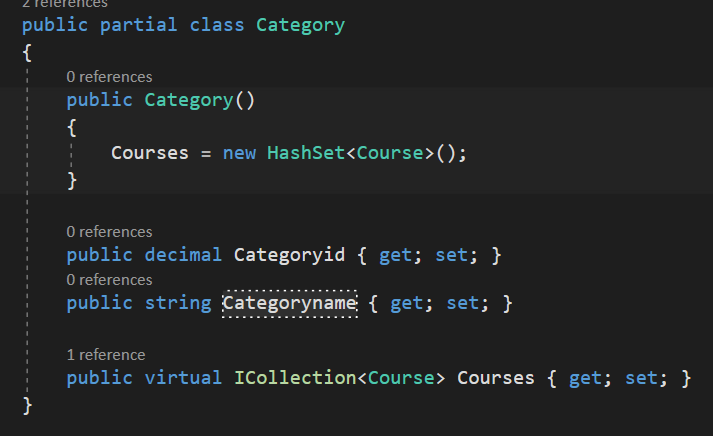 2 references
public partial class Category
{
0 references
public Category()
{
Courses = new HashSet<Course>();
}
0 references
public decimal Categoryid { get; set; }
0 references
public string Categoryname { get; set; }
1 reference
public virtual ICollection<Course> Courses { get; set; }
}